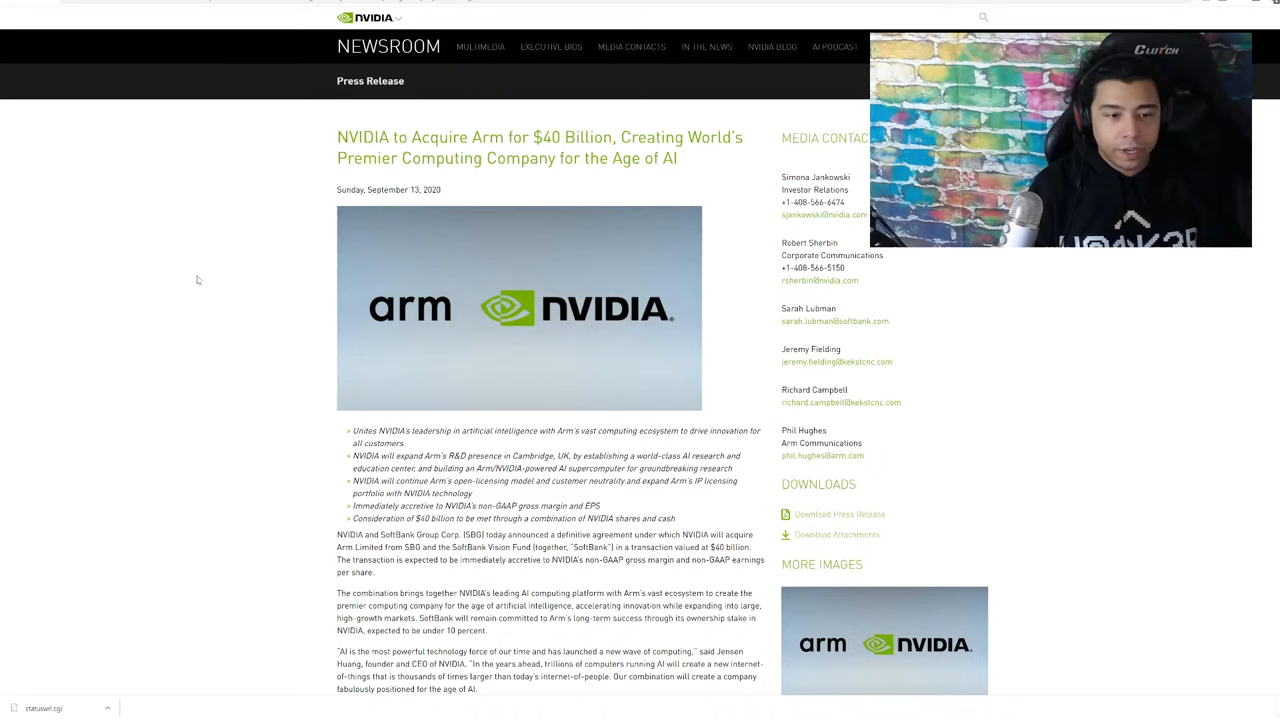 NVIDIA
NEWSROOM
MULTIMEDIA EXECUTIVE BIOS MEDIA CONTACTS IN THE NEWS NVIDIA BLOG AI PODCAST
Press Release
CLUTCH
NVIDIA to Acquire Arm for $40 Billion, Creating World's
Premier Computing Company for the Age of AI
Sunday, September 13, 2020
arm NVIDIA.
Unites NVIDIA's leadership in artificial intelligence with Arm's vast computing ecosystem to drive innovation for
all customers
NVIDIA will expand Arm's R&D presence in Cambridge, UK, by establishing a world-class AI research and
education center, and building an Arm/NVIDIA-powered AI supercomputer for groundbreaking research
NVIDIA will continue Arm's open-licensing model and customer neutrality and expand Arm's IP licensing
portfolio with NVIDIA technology
Immediately accretive to NVIDIA's non-GAAP gross margin and EPS
Consideration of $40 billion to be met through a combination of NVIDIA shares and cash
NVIDIA and SoftBank Group Corp. (SBG) today announced a definitive agreement under which NVIDIA will acquire
Arm Limited from SBG and the SoftBank Vision Fund (together, "SoftBank") in a transaction valued at $40 billion.
The transaction is expected to be immediately accretive to NVIDIA's non-GAAP gross margin and non-GAAP earnings
per share.
The combination brings together NVIDIA's leading AI computing platform with Arm's vast ecosystem to create the
premier computing company for the age of artificial intelligence, accelerating innovation while expanding into large,
high-growth markets. SoftBank will remain committed to Arm's long-term success through its ownership stake in
NVIDIA, expected to be under 10 percent.
"AI is the most powerful technology force of our time and has launched a new wave of computing," said Jensen
Huang, founder and CEO of NVIDIA. "In the years ahead, trillions of computers running AI will create a new internet-
of-things that is thousands of times larger than today's internet-of-people. Our combination will create a company
fabulously positioned for the age of AI.
MEDIA CONTAC
Simona Jankowski
Investor Relations
+1-408-566-6474
sjankowski@nvidia.com
Robert Sherbin
Corporate Communications
+1-408-566-5150
rsherbin@nvidia.com
Sarah Lubman
sarah.lubman@softbank.com
Jeremy Fielding
jeremy.fielding@kekstcnc.com
Richard Campbell
richard.campbell@kekstcnc.com
Phil Hughes
Arm Communications
phil.hughes@arm.com
DOWNLOADS
Download Press Release
Download Attachments
MORE IMAGES
arm NVIDIA.
statuswrl.cgi